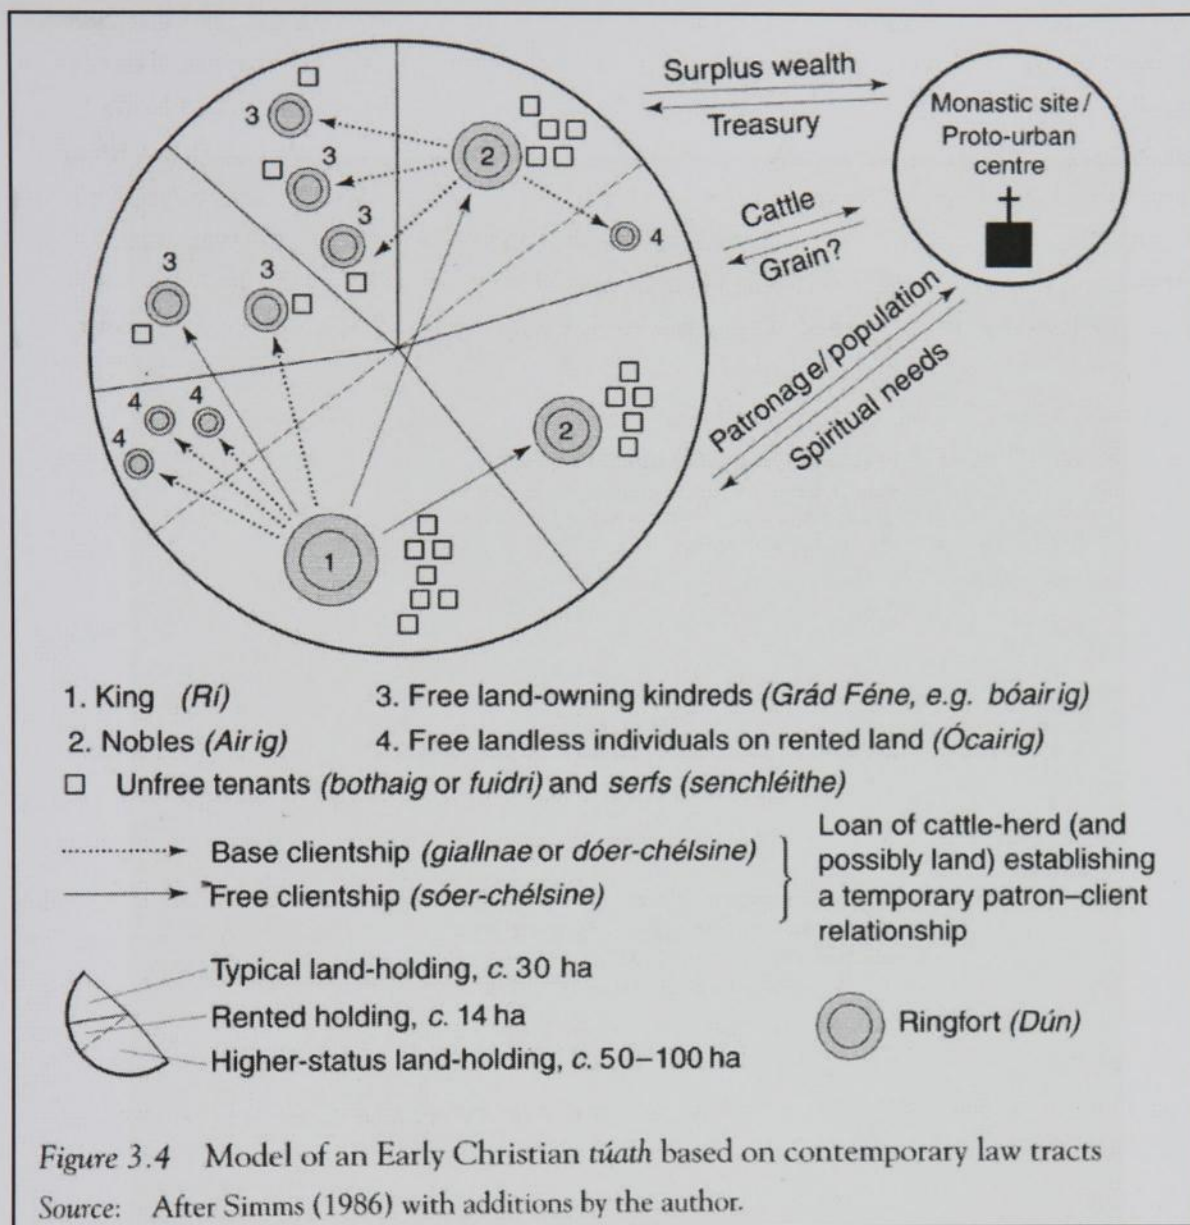 Surplus wealth
Treasury
Monastic site/
Proto-urban
centre
Cattle
Grain?
Patronage/population
Spiritual needs
3
3
3
2
4
3
3
4
4
4
2
1
1. King (Rí)
3. Free land-owning kindreds (Grád Féne, e.g. bóairig)
2. Nobles (Airig)
4. Free landless individuals on rented land (Ócairig)
Unfree tenants (bothaig or fuidri) and serfs (senchléithe)
Base clientship (giallnae or dóer-chélsine)
Free clientship (sóer-chélsine)
Loan of cattle-herd (and
possibly land) establishing
a temporary patron–client
relationship
Typical land-holding, c. 30 ha
Rented holding, c. 14 ha
Higher-status land-holding, c. 50–100 ha
Ringfort (Dún)
Figure 3.4 Model of an Early Christian túath based on contemporary law tracts
Source: After Simms (1986) with additions by the author.